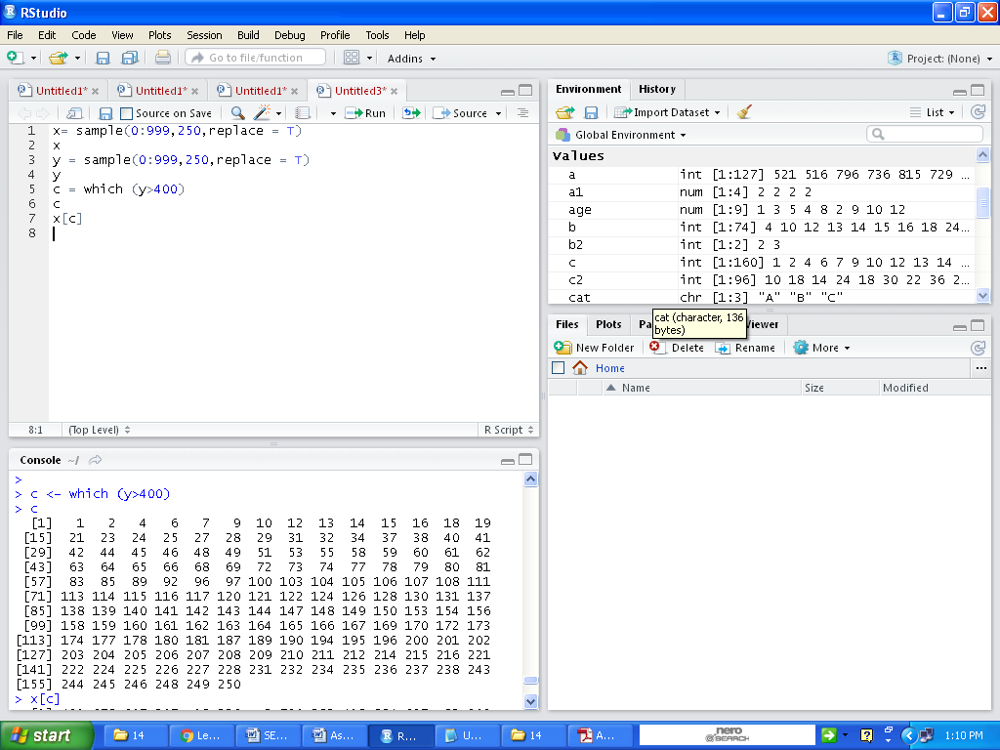 RStudio
File Edit Code View Plots Session Build Debug Profile Tools Help
Go to file/function Addins Project: (None)
Untitled1* Untitled1* Untitled1* Untitled3*
Source on Save Run Source
1 x= sample(0:999,250,replace = T)
2 x
3 y = sample(0:999,250,replace = T)
4 y
5 c = which (y>400)
6 c
7 x[c]
8
8:1 (Top Level) R Script
Console ~/
>
> c <- which (y>400)
> c
[1] 1 2 4 6 7 9 10 12 13 14 15 16 18 19
[15] 21 23 24 25 27 28 29 31 32 34 37 38 40 41
[29] 42 44 45 46 48 49 51 53 55 58 59 60 61 62
[43] 63 64 65 66 68 69 72 73 74 77 78 79 80 81
[57] 83 85 89 92 96 97 100 103 104 105 106 107 108 111
[71] 113 114 115 116 117 120 121 122 124 126 128 130 131 137
[85] 138 139 140 141 142 143 144 147 148 149 150 153 154 156
[99] 158 159 160 161 162 163 164 165 166 167 169 170 172 173
[113] 174 177 178 180 181 187 189 190 194 195 196 200 201 202
[127] 203 204 205 206 207 208 209 210 211 212 214 215 216 221
[141] 222 224 225 226 227 228 231 232 234 235 236 237 238 243
[155] 244 245 246 248 249 250
> x[c]
Environment History
Import Dataset List
Global Environment
Values
a int [1:127] 521 516 796 736 815 729 ...
a1 num [1:4] 2 2 2 2
age num [1:9] 1 3 5 4 8 2 9 10 12
b int [1:74] 4 10 12 13 14 15 16 18 24...
b2 int [1:2] 2 3
c int [1:160] 1 2 4 6 7 9 10 12 13 14 ...
c2 int [1:96] 10 18 14 24 18 30 22 36 2...
cat chr [1:3] "A" "B" "C"
cat (character, 136
bytes)
Files Plots Pa iewer
New Folder Delete Rename More
Home
Name Size Modified
start 14 Le... SE... As... R... U... 14 A... nero SEARCH 1:10 PM